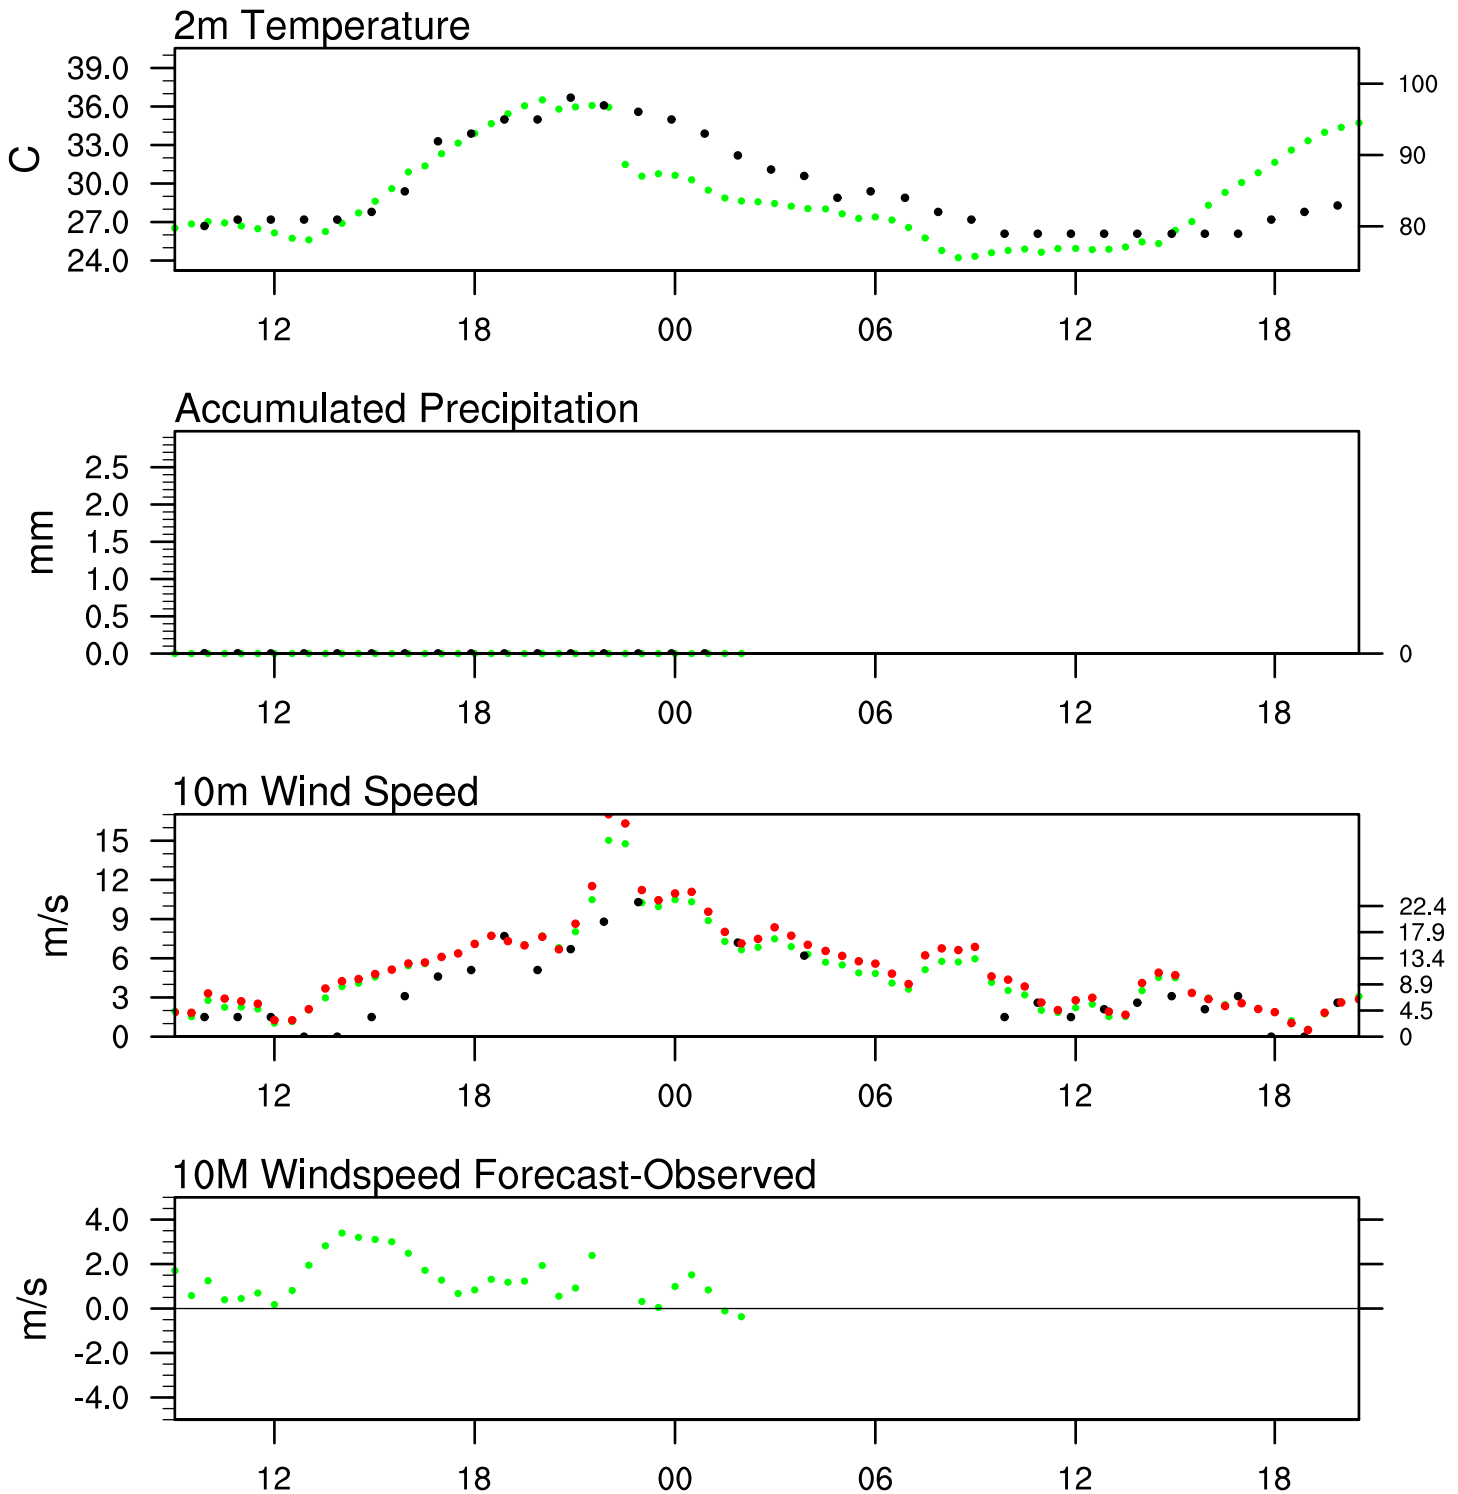 2m Temperature
39.0
36.0
33.0
30.0
27.0
24.0
C
100
90
80
12 18 00 06 12 18
Accumulated Precipitation
2.5
2.0
1.5
1.0
0.5
0.0
mm
0
12 18 00 06 12 18
10m Wind Speed
15
12
9
6
3
0
m/s
22.4
17.9
13.4
8.9
4.5
0
12 18 00 06 12 18
10M Windspeed Forecast-Observed
4.0
2.0
0.0
-2.0
-4.0
m/s
12 18 00 06 12 18